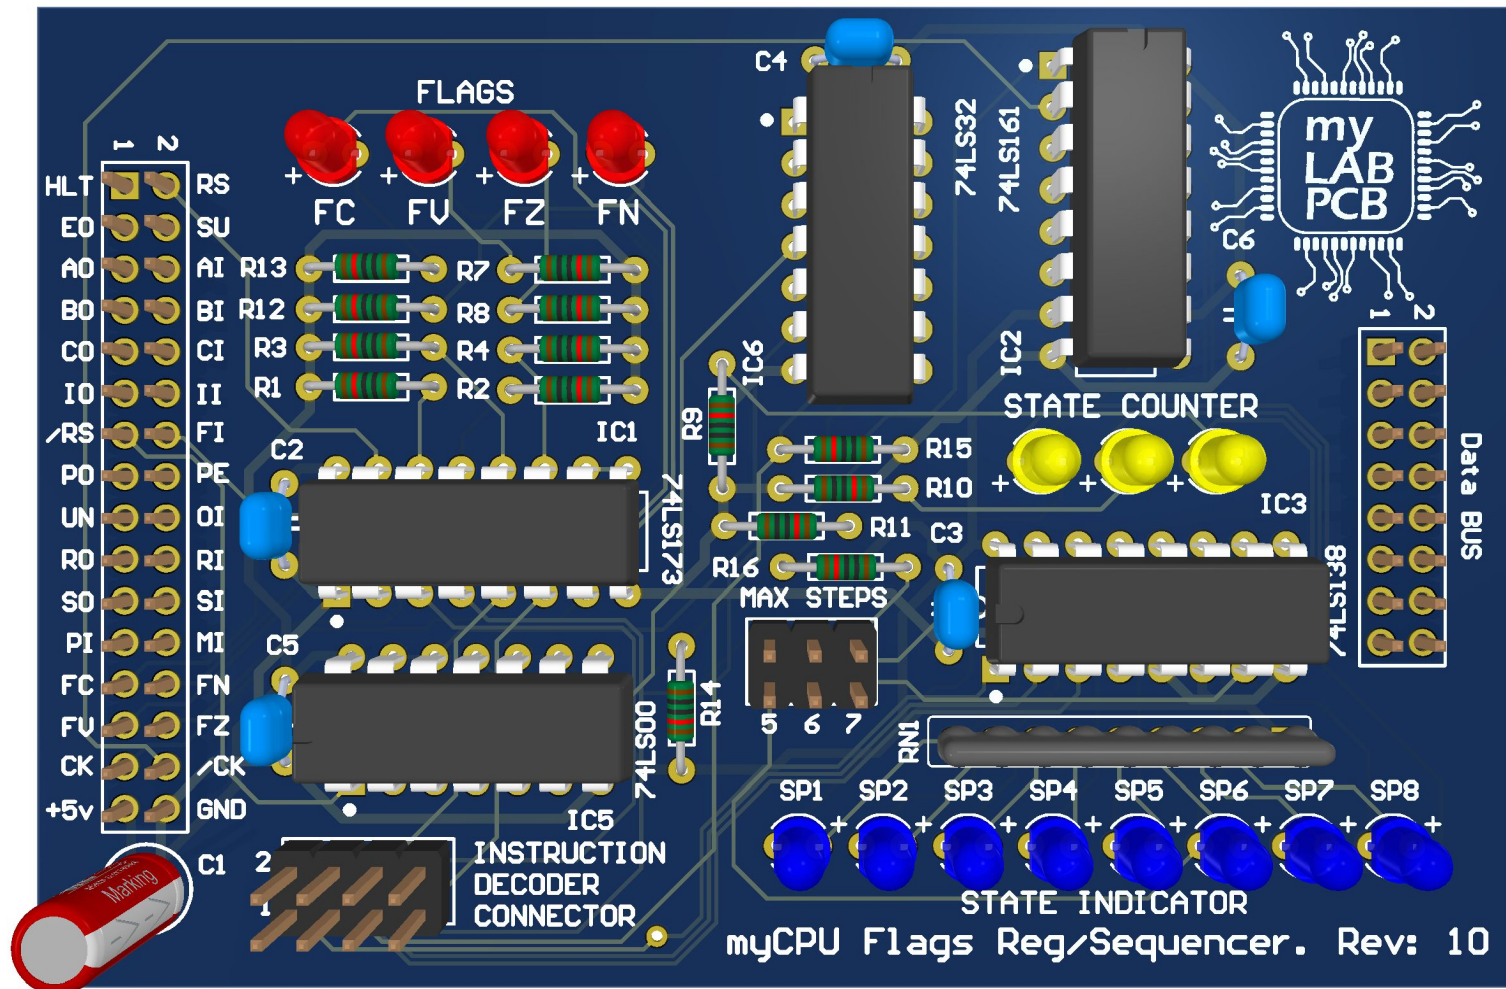 C4
74LS32
74LS161
my
LAB
PCB
FLAGS
FC FV FZ FN
1 2
HLT RS
EO SU
AO AI
BO BI
CO CI
IO II
/RS FI
PO PE
UN OI
RO RI
SO SI
PI MI
FC FN
FV FZ
CK /CK
+5v GND
R13 R7
R12 R8
R3 R4
R1 R2
C6
1 2
IC6
IC2
R9
STATE COUNTER
IC1
C2
74LS173
R15
R10
R11
R16
IC3
C3
74LS138
Data BUS
MAX STEPS
5 6 7
C5
74LS00
R14
IC5
RN1
SP1 SP2 SP3 SP4 SP5 SP6 SP7 SP8
STATE INDICATOR
C1
Marking
2
1
INSTRUCTION
DECODER
CONNECTOR
myCPU Flags Reg/Sequencer. Rev: 10